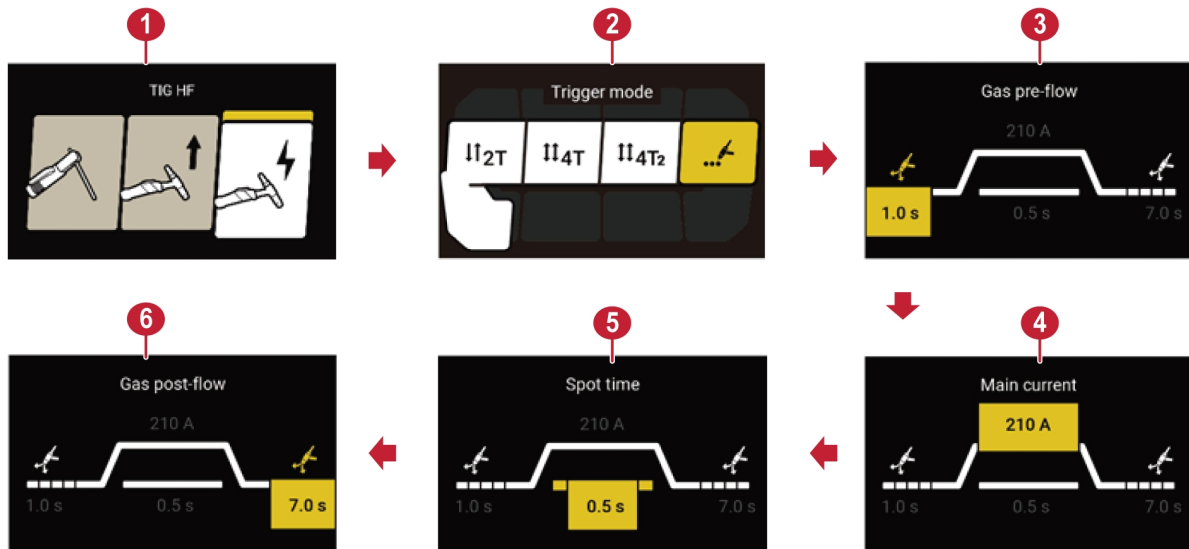 1
TIG HF
2
Trigger mode
2T
4T
4T2
3
Gas pre-flow
210 A
1.0 s
0.5 s
7.0 s
4
Main current
210 A
1.0 s
0.5 s
7.0 s
5
Spot time
210 A
1.0 s
0.5 s
7.0 s
6
Gas post-flow
210 A
1.0 s
0.5 s
7.0 s